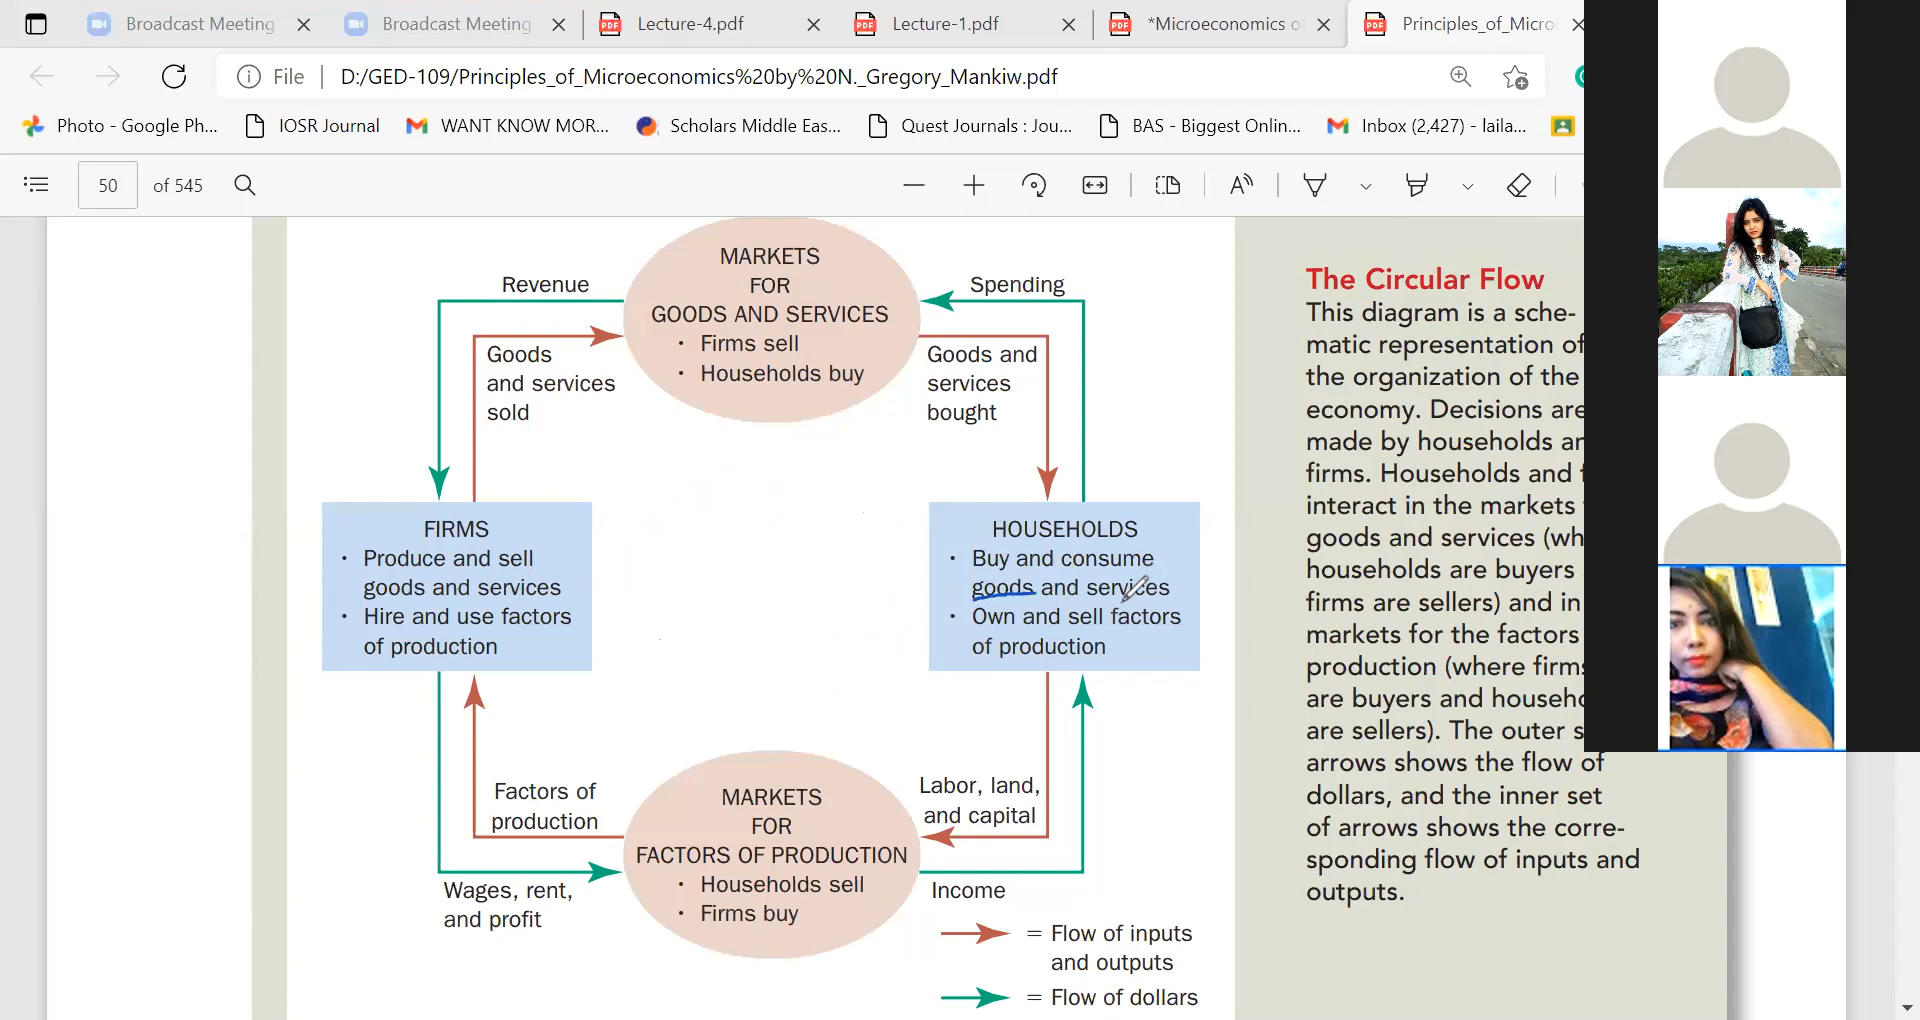 Broadcast Meeting
Broadcast Meeting
Lecture-4.pdf
Lecture-1.pdf
*Microeconomics o
Principles_of_Micro
File
D:/GED-109/Principles_of_Microeconomics%20by%20N._Gregory_Mankiw.pdf
Photo - Google Ph...
IOSR Journal
WANT KNOW MOR...
Scholars Middle Eas...
Quest Journals : Jou...
BAS - Biggest Onlin...
Inbox (2,427) - laila...
50 of 545
MARKETS
FOR
GOODS AND SERVICES
• Firms sell
• Households buy
Revenue
Spending
Goods
and services
sold
Goods and
services
bought
FIRMS
• Produce and sell
goods and services
• Hire and use factors
of production
HOUSEHOLDS
• Buy and consume
goods and services
• Own and sell factors
of production
Factors of
production
Labor, land,
and capital
MARKETS
FOR
FACTORS OF PRODUCTION
• Households sell
• Firms buy
Wages, rent,
and profit
Income
= Flow of inputs
and outputs
= Flow of dollars
The Circular Flow
This diagram is a sche-
matic representation of
the organization of the
economy. Decisions are
made by households an
firms. Households and f
interact in the markets
goods and services (wh
households are buyers
firms are sellers) and in
markets for the factors
production (where firms
are buyers and househo
are sellers). The outer s
arrows shows the flow of
dollars, and the inner set
of arrows shows the corre-
sponding flow of inputs and
outputs.